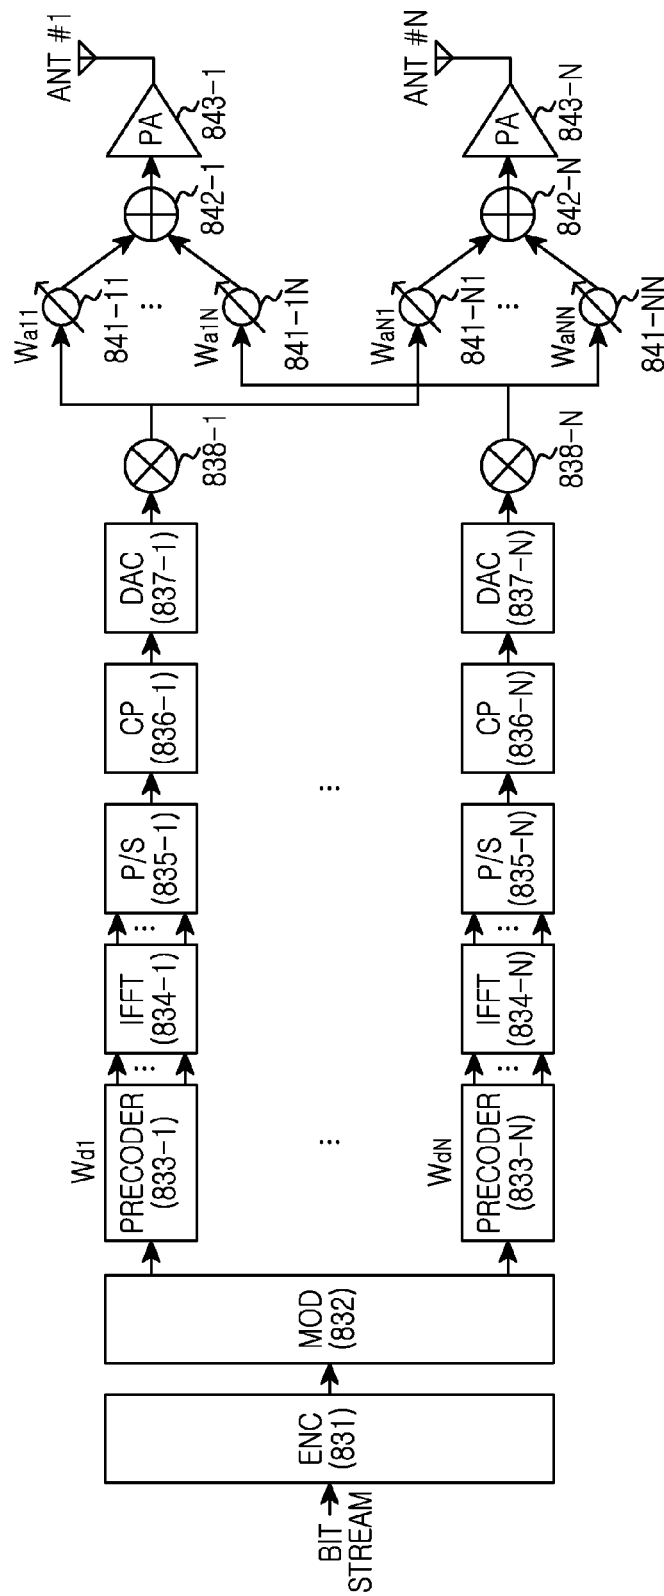 BIT
STREAM
ENC
(831)
MOD
(832)
Wd1
PRECODER
(833-1)
...
IFFT
(834-1)
...
P/S
(835-1)
CP
(836-1)
DAC
(837-1)
838-1
Wa11
841-11
...
Wa1N
841-1N
842-1
PA
843-1
ANT #1
...
...
WdN
PRECODER
(833-N)
...
IFFT
(834-N)
...
P/S
(835-N)
CP
(836-N)
DAC
(837-N)
838-N
WaN1
841-N1
...
WaNN
841-NN
842-N
PA
843-N
ANT #N